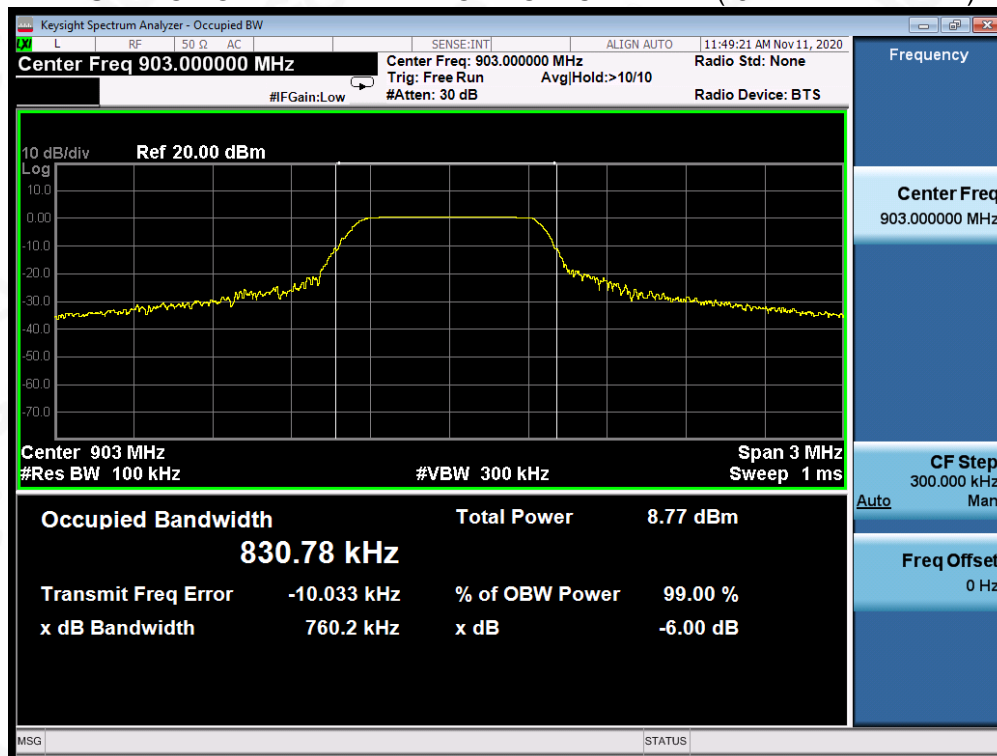 Keysight Spectrum Analyzer - Occupied BW
LXI L RF 50 Ω AC SENSE:INT ALIGN AUTO 11:49:21 AM Nov 11, 2020
Center Freq 903.000000 MHz
Center Freq: 903.000000 MHz Radio Std: None
Trig: Free Run Avg|Hold:>10/10
#IFGain:Low #Atten: 30 dB Radio Device: BTS
Frequency
10 dB/div Ref 20.00 dBm
Log
10.0
0.00
-10.0
-20.0
-30.0
-40.0
-50.0
-60.0
-70.0
Center 903 MHz Span 3 MHz
#Res BW 100 kHz #VBW 300 kHz Sweep 1 ms
Center Freq
903.000000 MHz
CF Step
300.000 kHz
Auto Man
Freq Offset
0 Hz
Occupied Bandwidth Total Power 8.77 dBm
830.78 kHz
Transmit Freq Error -10.033 kHz % of OBW Power 99.00 %
x dB Bandwidth 760.2 kHz x dB -6.00 dB
MSG STATUS